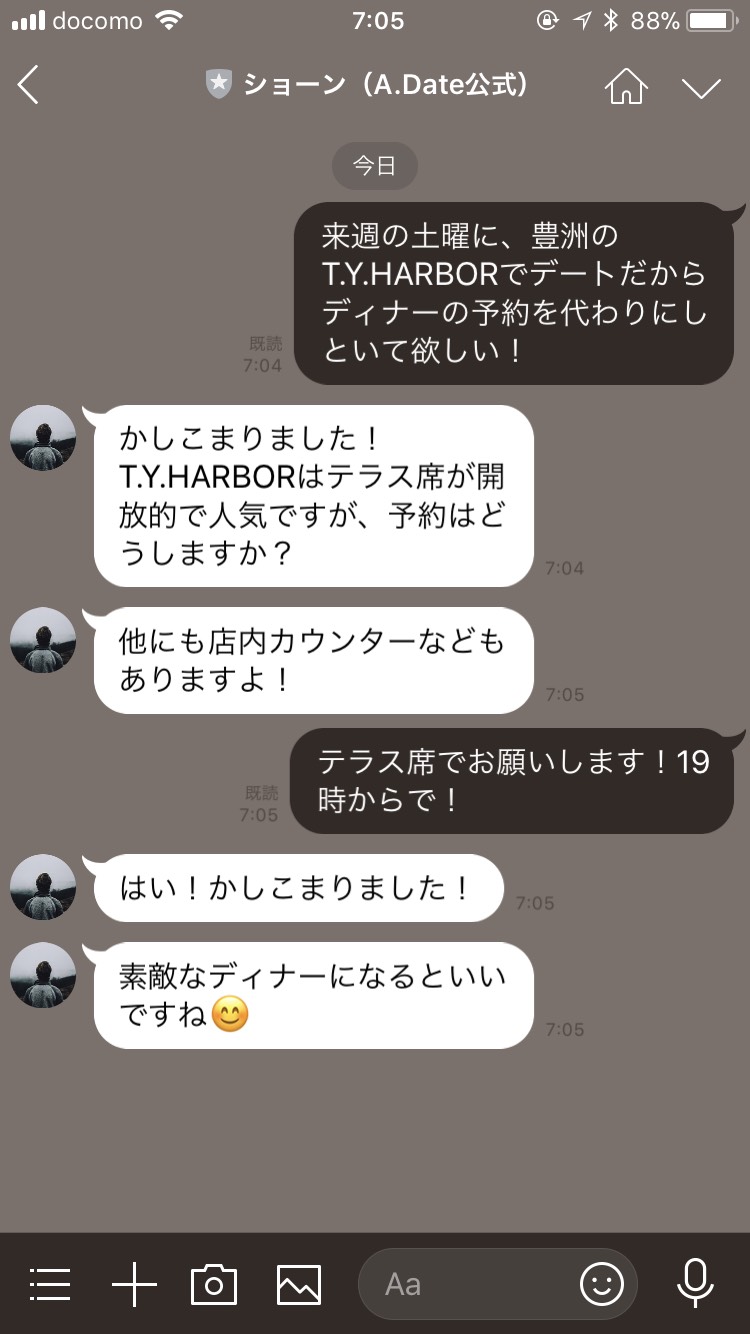 docomo 7:05 88%
ショーン（A.Date公式）
今日
来週の土曜に、豊洲の
T.Y.HARBORでデートだから
ディナーの予約を代わりにし
といて欲しい！
既読
7:04
かしこまりました！
T.Y.HARBORはテラス席が開
放的で人気ですが、予約はど
うしますか？
7:04
他にも店内カウンターなども
ありますよ！
7:05
テラス席でお願いします！19
時からで！
既読
7:05
はい！かしこまりました！
7:05
素敵なディナーになるといい
ですね😊
7:05
Aa